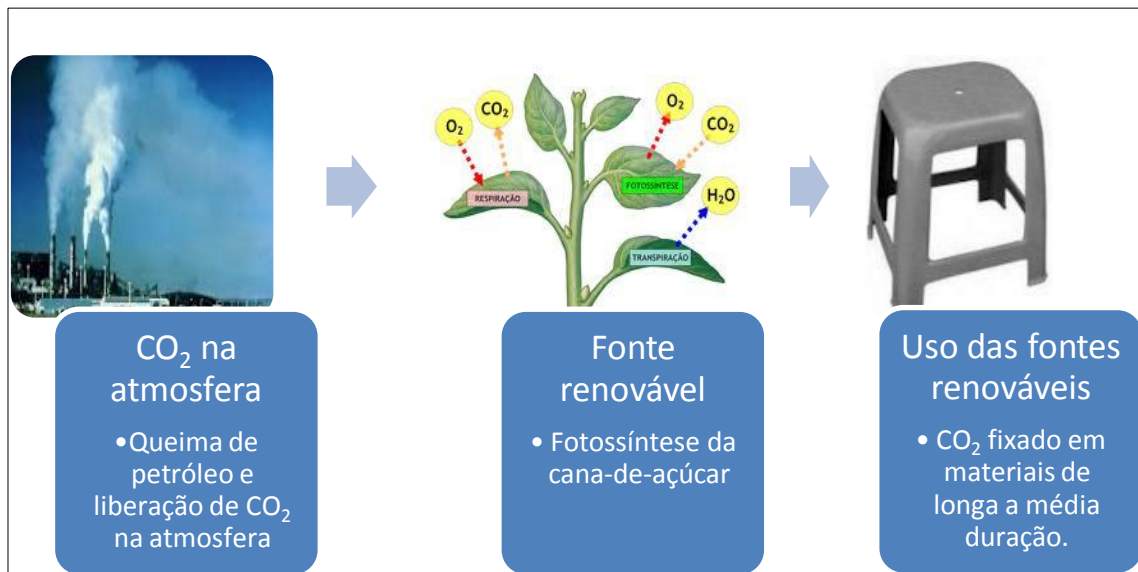 O₂
CO₂
O₂
CO₂
RESPIRAÇÃO
FOTOSSÍNTESE
H₂O
TRANSPIRAÇÃO
CO₂ na
atmosfera
•Queima de
petróleo e
liberação de CO₂
na atmosfera
Fonte
renovável
• Fotossíntese da
cana-de-açúcar
Uso das fontes
renováveis
• CO₂ fixado em
materiais de
longa a média
duração.